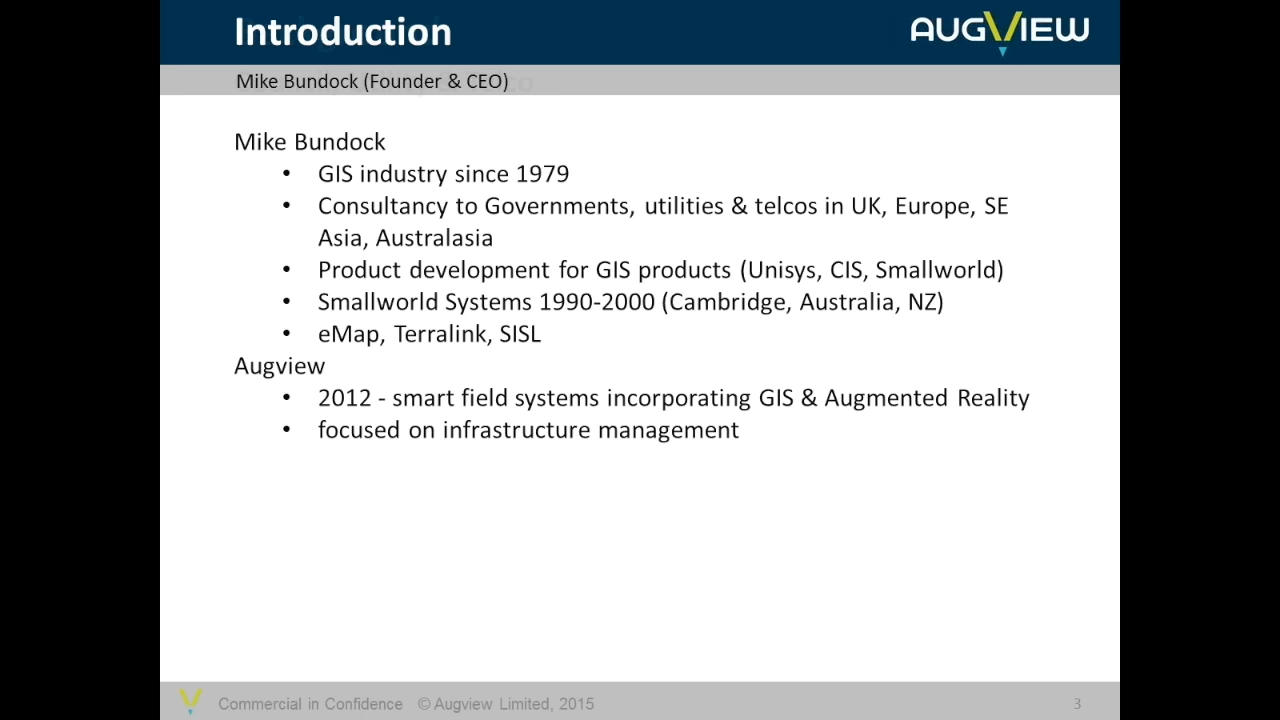 Introduction
AUGVIEW
Mike Bundock (Founder & CEO)
Mike Bundock
• GIS industry since 1979
• Consultancy to Governments, utilities & telcos in UK, Europe, SE
Asia, Australasia
• Product development for GIS products (Unisys, CIS, Smallworld)
• Smallworld Systems 1990-2000 (Cambridge, Australia, NZ)
• eMap, Terralink, SISL
Augview
• 2012 - smart field systems incorporating GIS & Augmented Reality
• focused on infrastructure management
Commercial in Confidence © Augview Limited, 2015
3